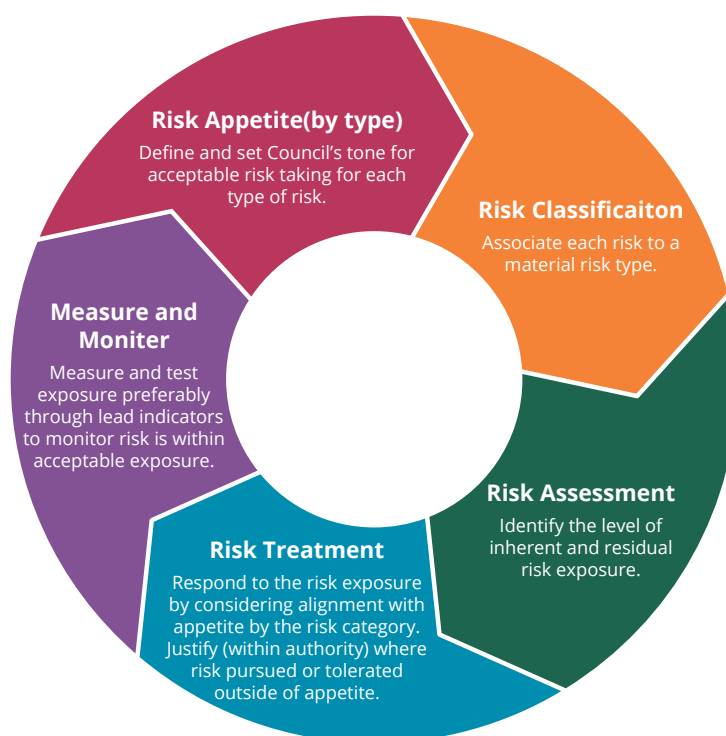 Risk Appetite(by type)
Define and set Council’s tone for
acceptable risk taking for each
type of risk.
Risk Classificaiton
Associate each risk to a
material risk type.
Risk Assessment
Identify the level of
inherent and residual
risk exposure.
Risk Treatment
Respond to the risk exposure
by considering alignment with
appetite by the risk category.
Justify (within authority) where
risk pursued or tolerated
outside of appetite.
Measure and
Moniter
Measure and test
exposure preferably
through lead indicators
to monitor risk is within
acceptable exposure.